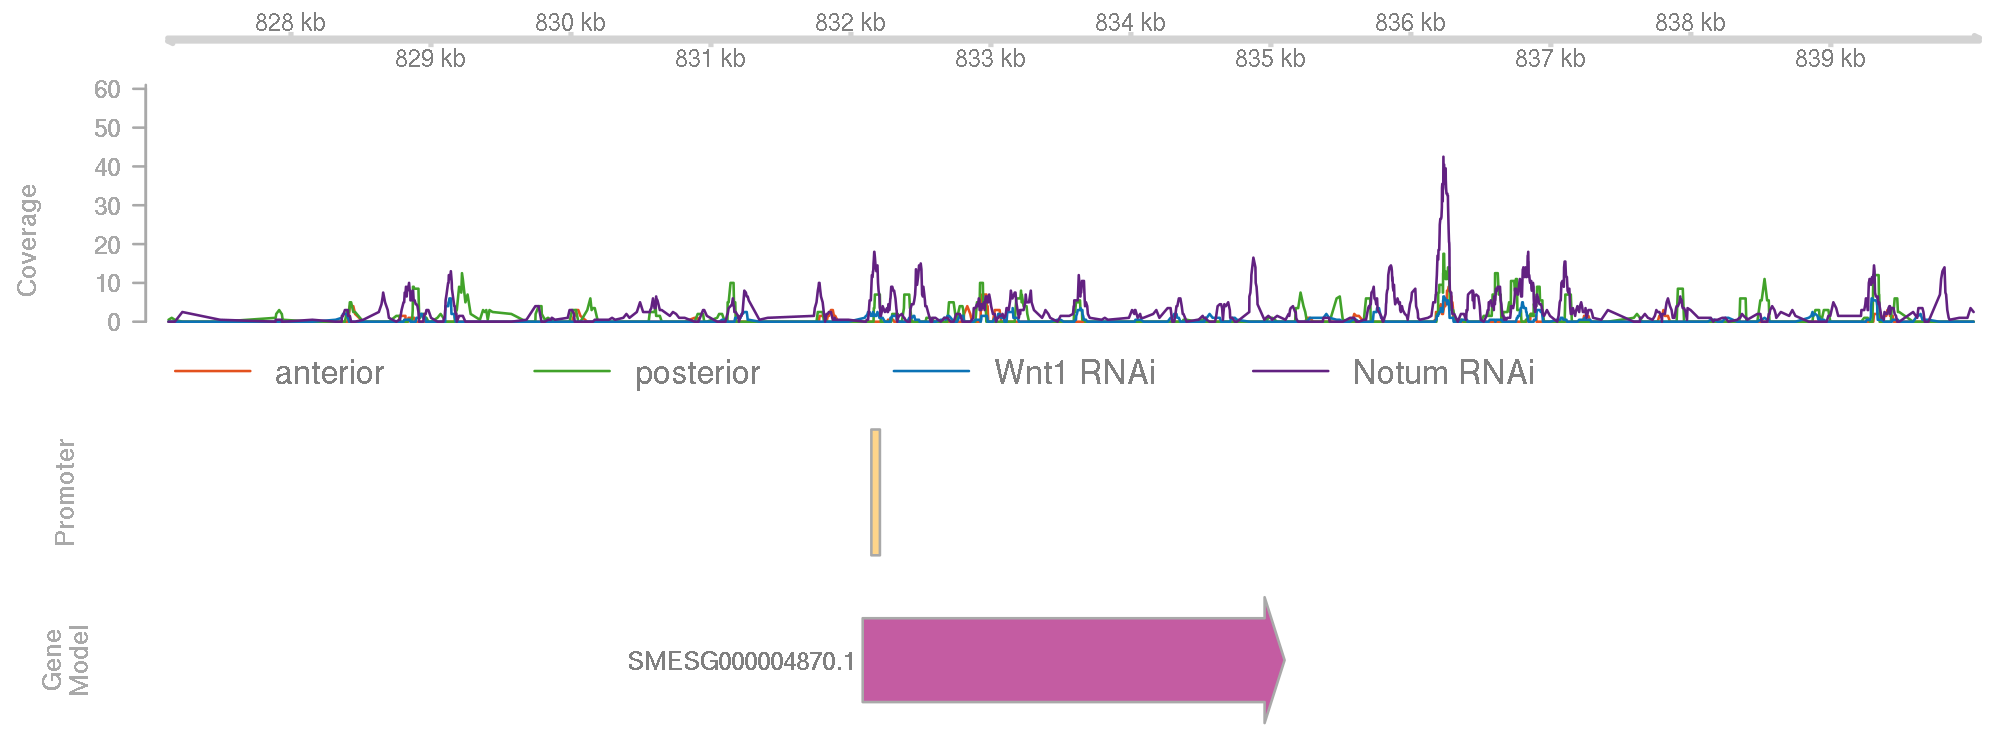 828 kb 830 kb 832 kb 834 kb 836 kb 838 kb
829 kb 831 kb 833 kb 835 kb 837 kb 839 kb
Coverage
60
50
40
30
20
10
0
anterior posterior Wnt1 RNAi Notum RNAi
Promoter
Gene
Model
SMESG000004870.1